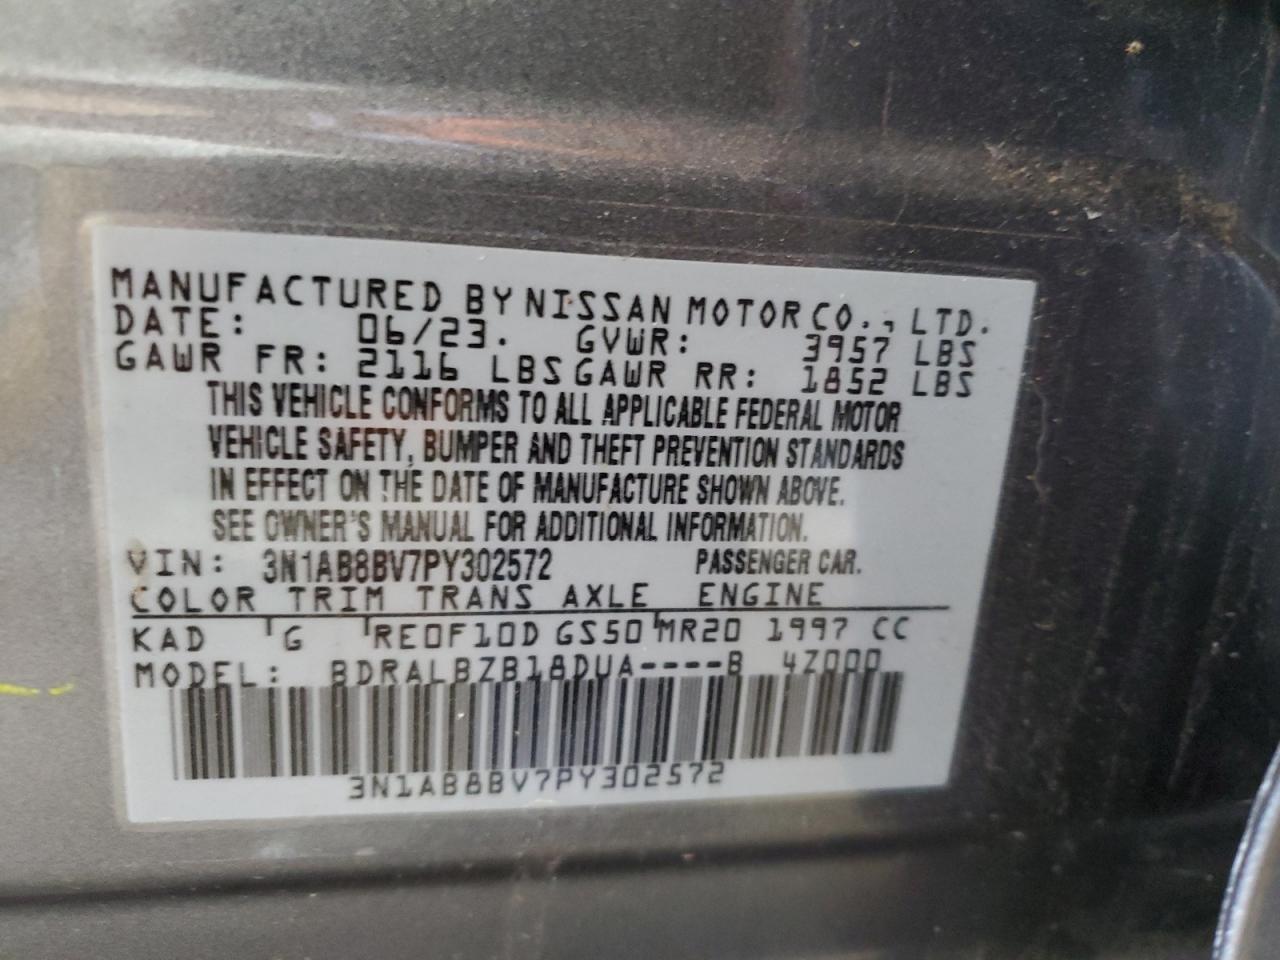 MANUFACTURED BY NISSAN MOTOR CO., LTD.
DATE: 06/23. GVWR: 3957 LBS
GAWR FR: 2116 LBS GAWR RR: 1852 LBS
THIS VEHICLE CONFORMS TO ALL APPLICABLE FEDERAL MOTOR
VEHICLE SAFETY, BUMPER AND THEFT PREVENTION STANDARDS
IN EFFECT ON THE DATE OF MANUFACTURE SHOWN ABOVE.
SEE OWNER'S MANUAL FOR ADDITIONAL INFORMATION.
VIN: 3N1AB8BV7PY302572 PASSENGER CAR.
COLOR TRIM TRANS AXLE ENGINE
KAD G RE0F10D GS50 MR20 1997 CC
MODEL: BDRALBZB18DUA----B 4Z000
3N1AB8BV7PY302572